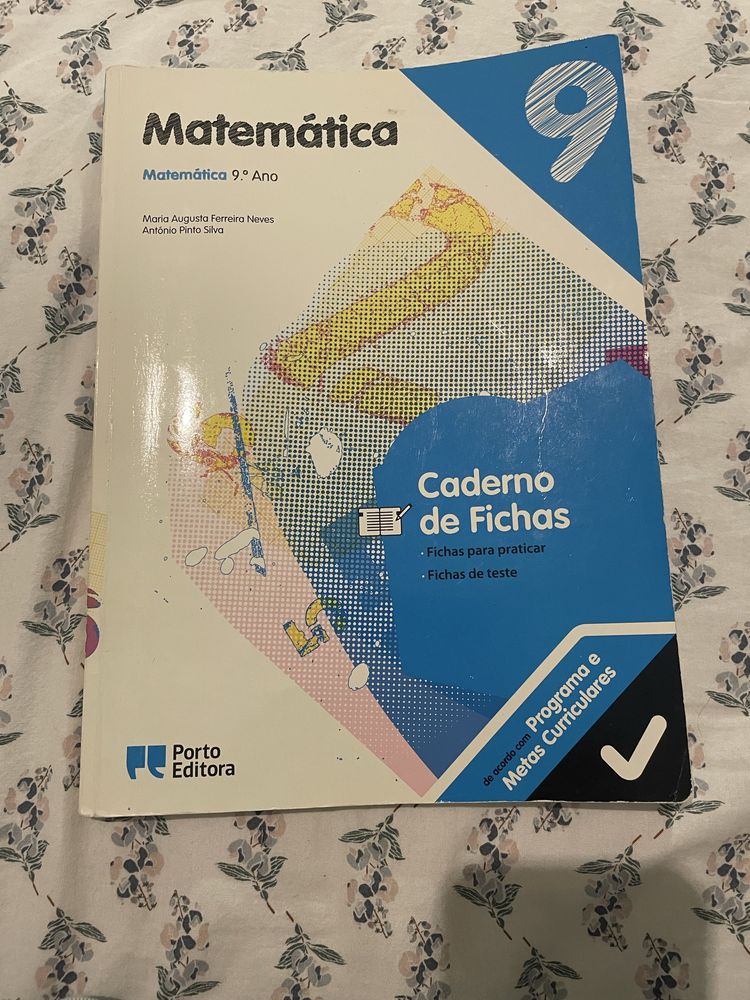 9
Matemática
Matemática 9.º Ano
Maria Augusta Ferreira Neves
António Pinto Silva
Caderno
de Fichas
· Fichas para praticar
· Fichas de teste
de acordo com Programa e
Metas Curriculares
Porto
Editora